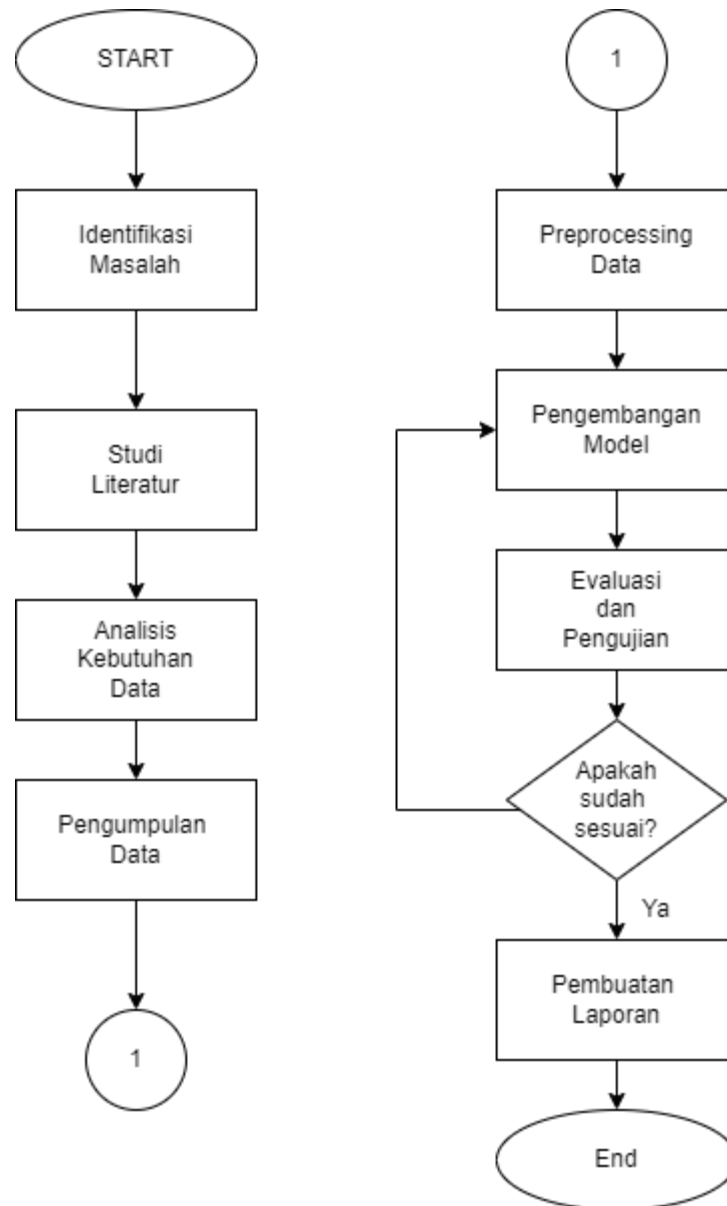 START
Identifikasi
Masalah
Studi
Literatur
Analisis
Kebutuhan
Data
Pengumpulan
Data
1
1
Preprocessing
Data
Pengembangan
Model
Evaluasi
dan
Pengujian
Apakah
sudah
sesuai?
Ya
Pembuatan
Laporan
End